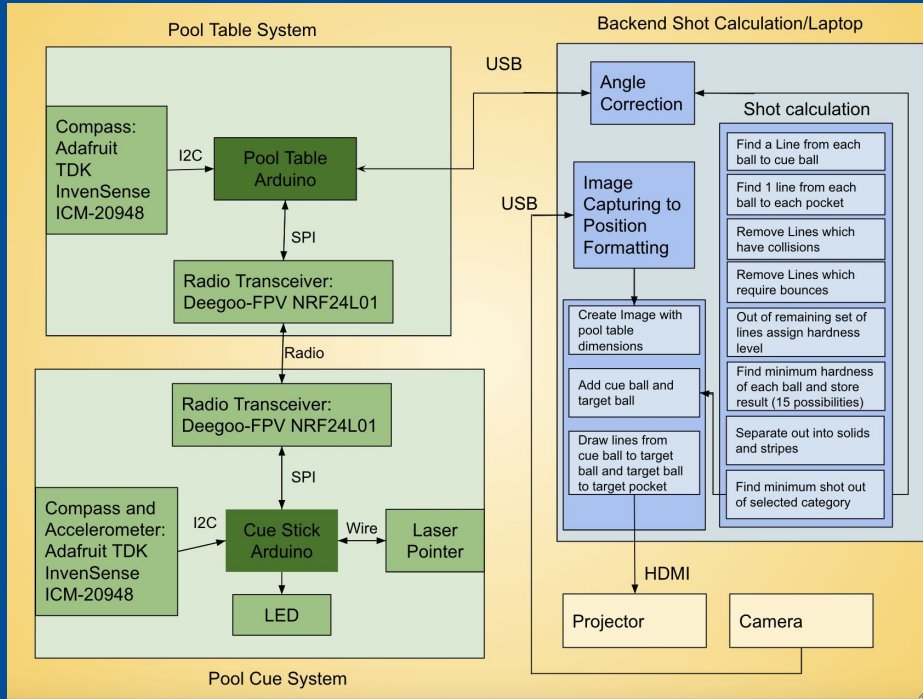 Pool Table System
Compass:
Adafruit
TDK
InvenSense
ICM-20948
I2C
Pool Table
Arduino
SPI
Radio Transceiver:
Deegoo-FPV NRF24L01
Radio
Radio Transceiver:
Deegoo-FPV NRF24L01
SPI
Compass and
Accelerometer:
Adafruit TDK
InvenSense
ICM-20948
I2C
Cue Stick
Arduino
Wire
Laser
Pointer
LED
Pool Cue System
Backend Shot Calculation/Laptop
USB
Angle
Correction
USB
Image
Capturing to
Position
Formatting
Create Image with
pool table
dimensions
Add cue ball and
target ball
Draw lines from
cue ball to target
ball and target ball
to target pocket
Shot calculation
Find a Line from each
ball to cue ball
Find 1 line from each
ball to each pocket
Remove Lines which
have collisions
Remove Lines which
require bounces
Out of remaining set of
lines assign hardness
level
Find minimum hardness
of each ball and store
result (15 possibilities)
Separate out into solids
and stripes
Find minimum shot out
of selected category
HDMI
Projector
Camera